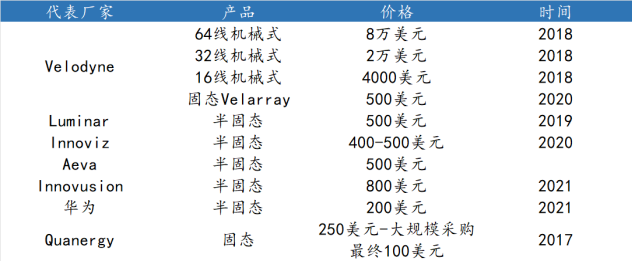 代表厂家 产品 价格 时间
64线机械式 8万美元 2018
32线机械式 2万美元 2018
Velodyne
16线机械式 4000美元 2018
固态Velarray 500美元 2020
Luminar 半固态 500美元 2019
Innoviz 半固态 400-500美元 2020
Aeva 半固态 500美元
Innovusion 半固态 800美元 2021
华为 半固态 200美元 2021
Quanergy 固态 250美元-大规模采购 2017
最终100美元